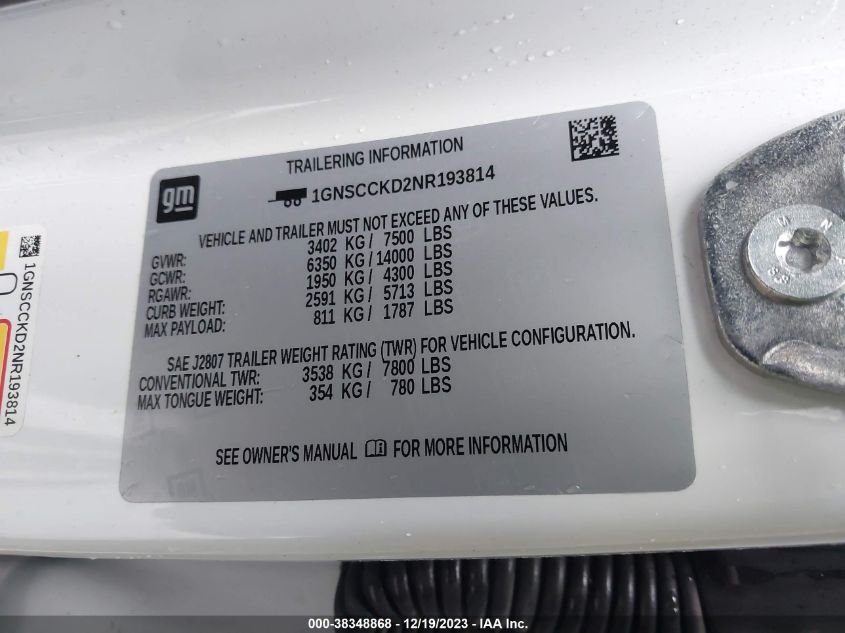 TRAILERING INFORMATION
gm
1GNSCCKD2NR193814
VEHICLE AND TRAILER MUST NOT EXCEED ANY OF THESE VALUES.
GVWR: 3402 KG / 7500 LBS
GCWR: 6350 KG / 14000 LBS
RGAWR: 1950 KG / 4300 LBS
CURB WEIGHT: 2591 KG / 5713 LBS
MAX PAYLOAD: 811 KG / 1787 LBS
SAE J2807 TRAILER WEIGHT RATING (TWR) FOR VEHICLE CONFIGURATION.
CONVENTIONAL TWR: 3538 KG / 7800 LBS
MAX TONGUE WEIGHT: 354 KG / 780 LBS
SEE OWNER'S MANUAL FOR MORE INFORMATION
1GNSCCKD2NR193814
000-38348868 - 12/19/2023 - IAA Inc.